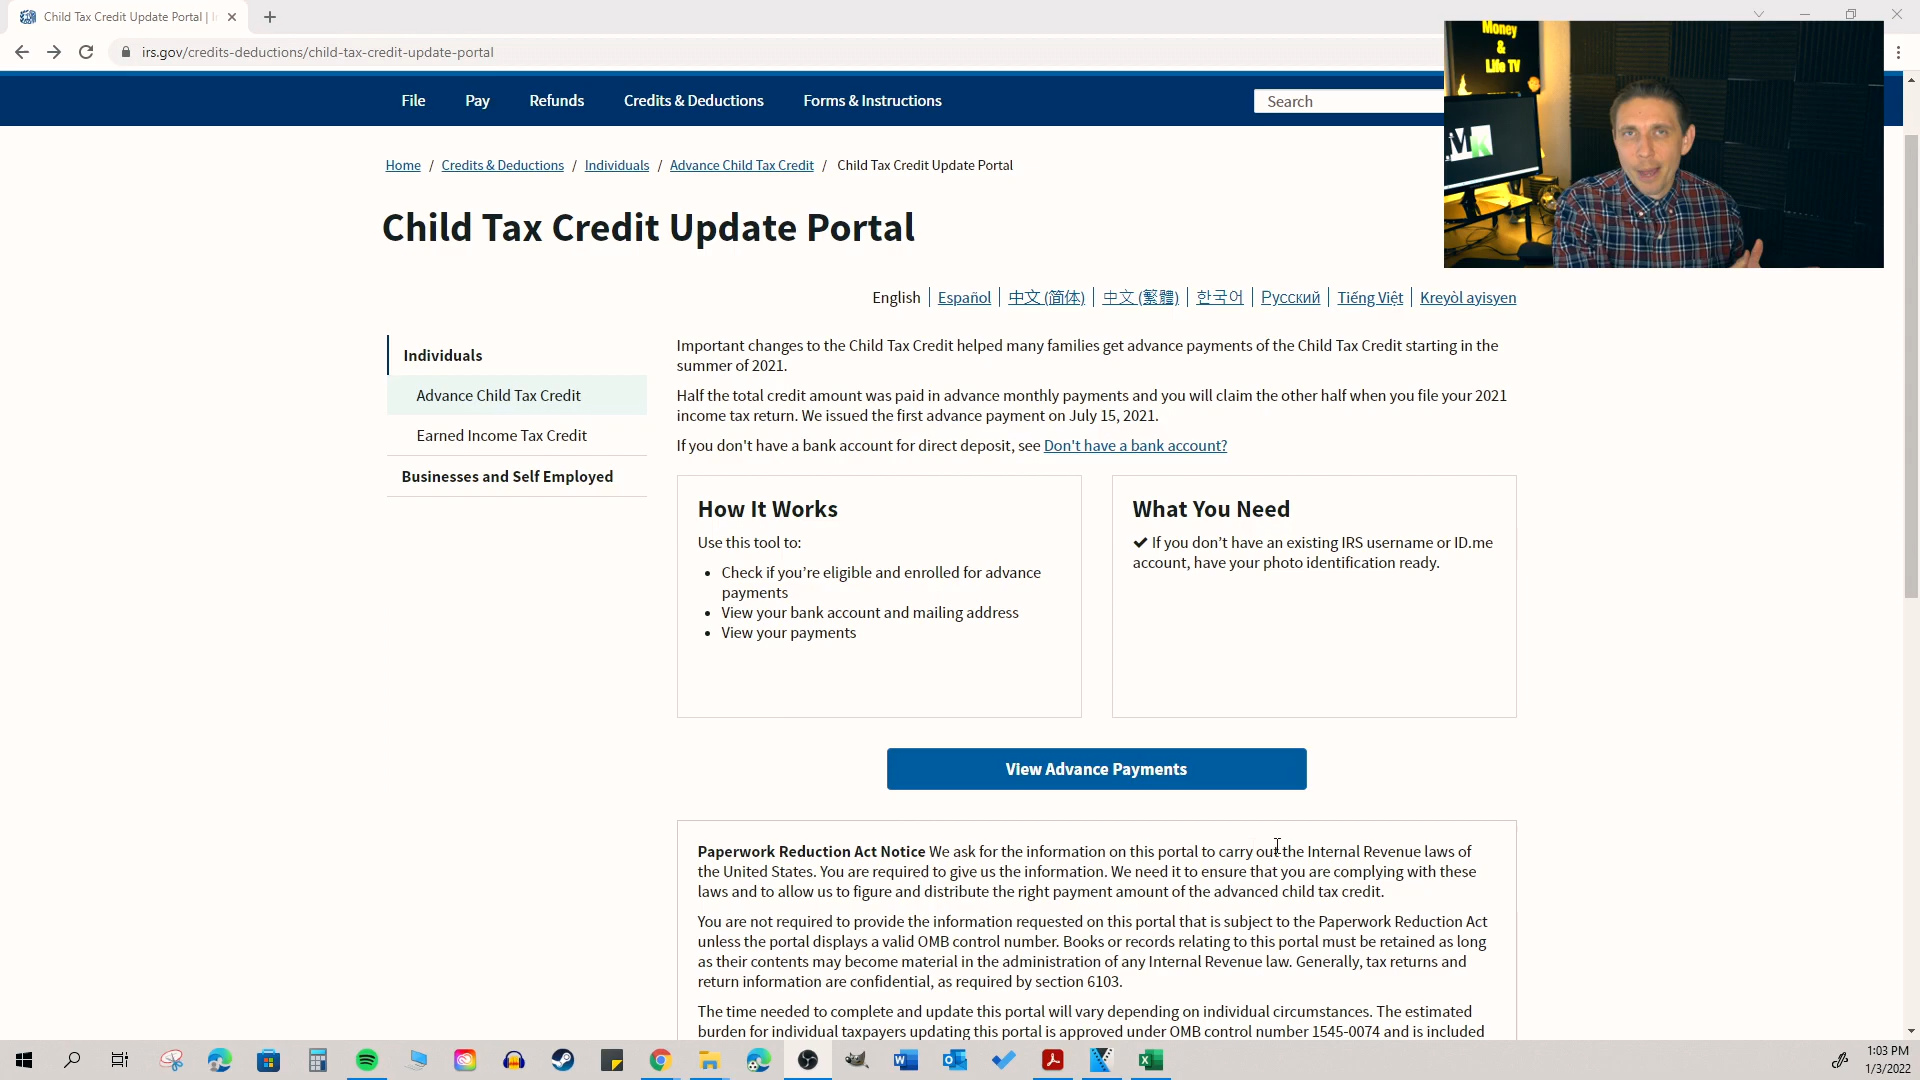 Child Tax Credit Update Portal |
irs.gov/credits-deductions/child-tax-credit-update-portal
File
Pay
Refunds
Credits & Deductions
Forms & Instructions
Search
Money
&
Life TV
Home / Credits & Deductions / Individuals / Advance Child Tax Credit / Child Tax Credit Update Portal
Child Tax Credit Update Portal
English | Español | 中文 (简体) | 中文 (繁體) | 한국어 | Русский | Tiếng Việt | Kreyòl ayisyen
Individuals
Advance Child Tax Credit
Earned Income Tax Credit
Businesses and Self Employed
Important changes to the Child Tax Credit helped many families get advance payments of the Child Tax Credit starting in the
summer of 2021.
Half the total credit amount was paid in advance monthly payments and you will claim the other half when you file your 2021
income tax return. We issued the first advance payment on July 15, 2021.
If you don't have a bank account for direct deposit, see Don't have a bank account?
How It Works
Use this tool to:
• Check if you’re eligible and enrolled for advance
payments
• View your bank account and mailing address
• View your payments
What You Need
✔ If you don’t have an existing IRS username or ID.me
account, have your photo identification ready.
View Advance Payments
Paperwork Reduction Act Notice We ask for the information on this portal to carry out the Internal Revenue laws of
the United States. You are required to give us the information. We need it to ensure that you are complying with these
laws and to allow us to figure and distribute the right payment amount of the advanced child tax credit.
You are not required to provide the information requested on this portal that is subject to the Paperwork Reduction Act
unless the portal displays a valid OMB control number. Books or records relating to this portal must be retained as long
as their contents may become material in the administration of any Internal Revenue law. Generally, tax returns and
return information are confidential, as required by section 6103.
The time needed to complete and update this portal will vary depending on individual circumstances. The estimated
burden for individual taxpayers updating this portal is approved under OMB control number 1545-0074 and is included
1:03 PM
1/3/2022